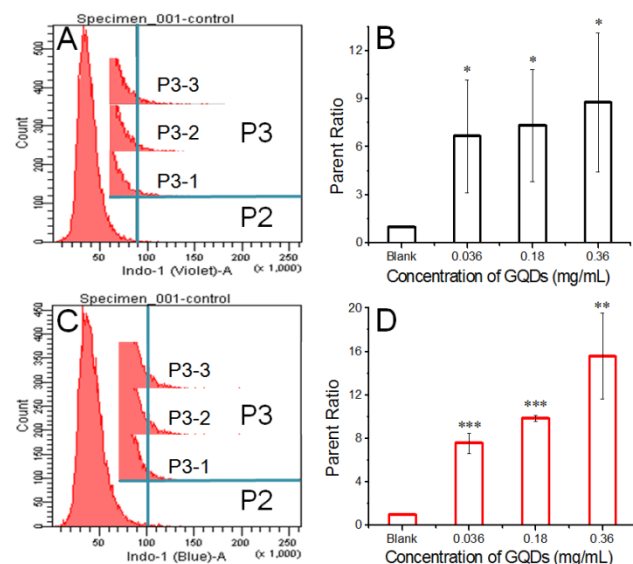 Specimen_001-control
A
Count
550
500
450
400
350
300
250
200
150
100
50
0
P3-3
P3-2
P3
P3-1
P2
50 100 150 200 250
(x 1,000)
Indo-1 (Violet)-A
B
Parent Ratio
12
9
6
3
0
*
*
*
Blank 0.036 0.18 0.36
Concentration of GQDs (mg/mL)
Specimen_001-control
C
Count
450
400
350
300
250
200
150
100
50
0
P3-3
P3-2
P3
P3-1
P2
50 100 150 200 250
(x 1,000)
Indo-1 (Blue)-A
D
Parent Ratio
20
16
12
8
4
0
***
***
**
Blank 0.036 0.18 0.36
Concentration of GQDs (mg/mL)